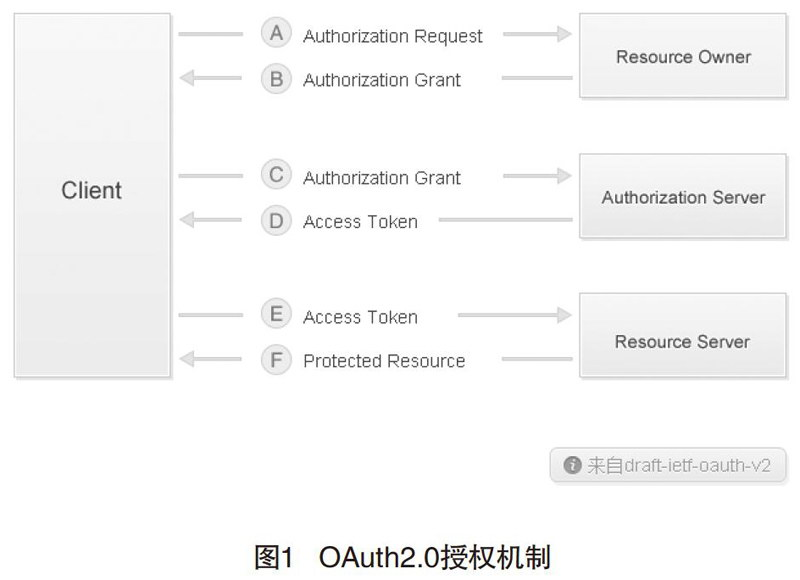 A Authorization Request
Resource Owner
B Authorization Grant
Client
C Authorization Grant
Authorization Server
D Access Token
E Access Token
Resource Server
F Protected Resource
i 来自draft-ietf-oauth-v2
图1 OAuth2.0授权机制